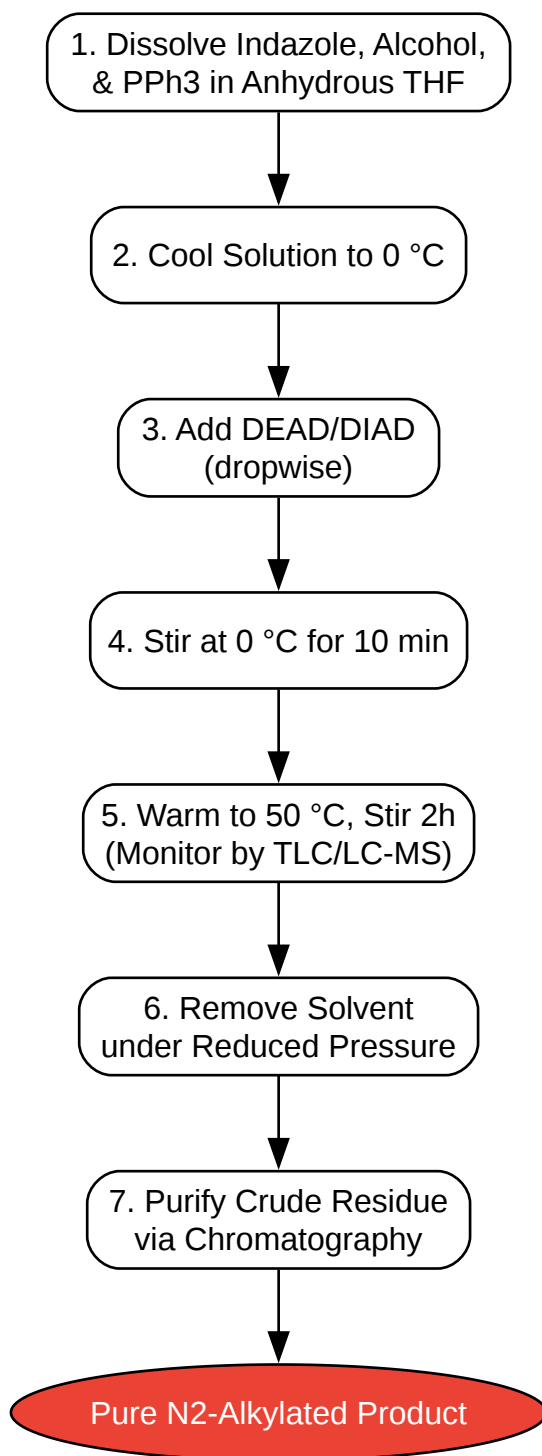 1. Dissolve Indazole, Alcohol,
& PPh3 in Anhydrous THF
2. Cool Solution to 0 °C
3. Add DEAD/DIAD
(dropwise)
4. Stir at 0 °C for 10 min
5. Warm to 50 °C, Stir 2h
(Monitor by TLC/LC-MS)
6. Remove Solvent
under Reduced Pressure
7. Purify Crude Residue
via Chromatography
Pure N2-Alkylated Product